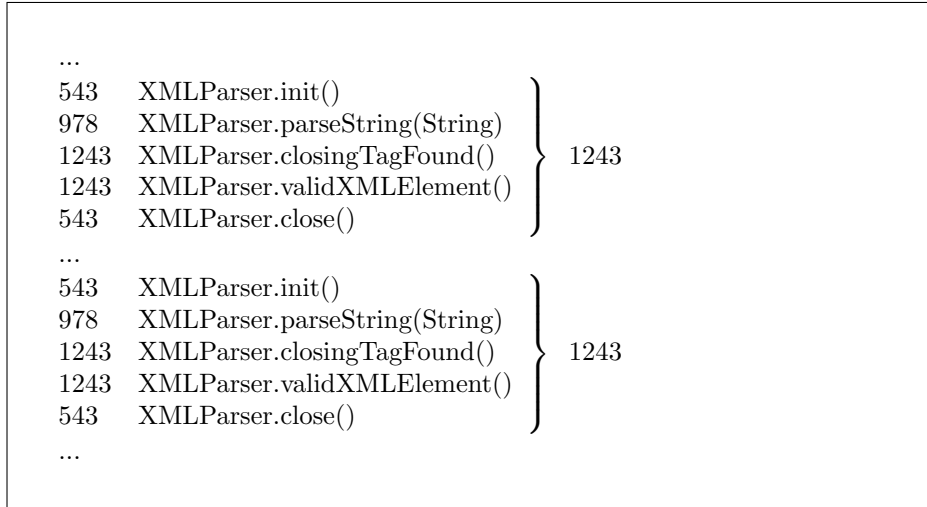 ...
543 XMLParser.init()
978 XMLParser.parseString(String)
1243 XMLParser.closingTagFound() 1243
1243 XMLParser.validXMLElement()
543 XMLParser.close()
...
543 XMLParser.init()
978 XMLParser.parseString(String)
1243 XMLParser.closingTagFound() 1243
1243 XMLParser.validXMLElement()
543 XMLParser.close()
...